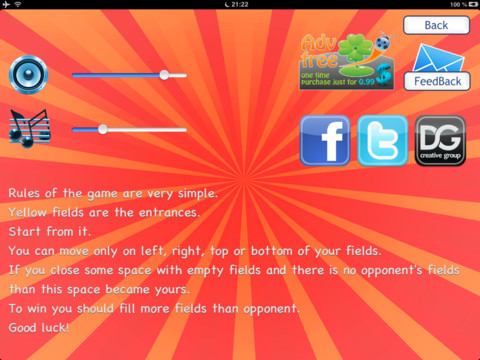 21:22
100 %
Back
Adv
free
one time
purchase just for 0.99 $
FeedBack
f
t
DG
creative group
Rules of the game are very simple.
Yellow fields are the entrances.
Start from it.
You can move only on left, right, top or bottom of your fields.
If you close some space with empty fields and there is no opponent's fields
than this space became yours.
To win you should fill more fields than opponent.
Good luck!